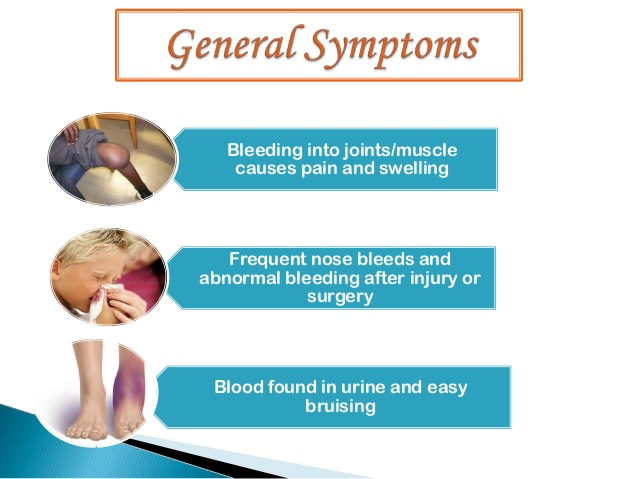 General Symptoms
Bleeding into joints/muscle
causes pain and swelling
Frequent nose bleeds and
abnormal bleeding after injury or
surgery
Blood found in urine and easy
bruising